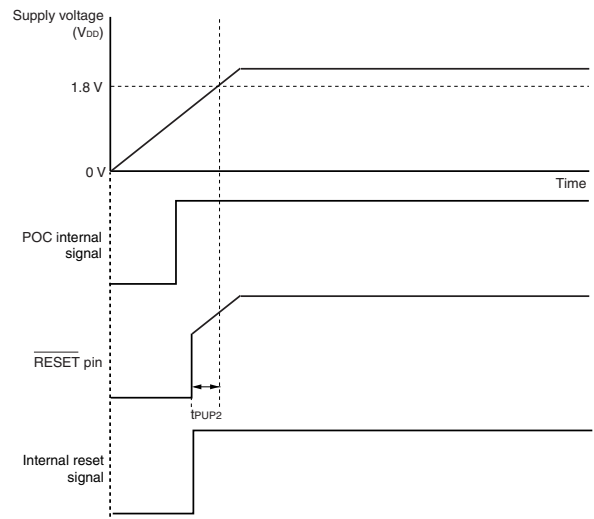 Supply voltage
(VDD)
1.8 V
0 V
Time
POC internal
signal
RESET pin
tPUP2
Internal reset
signal